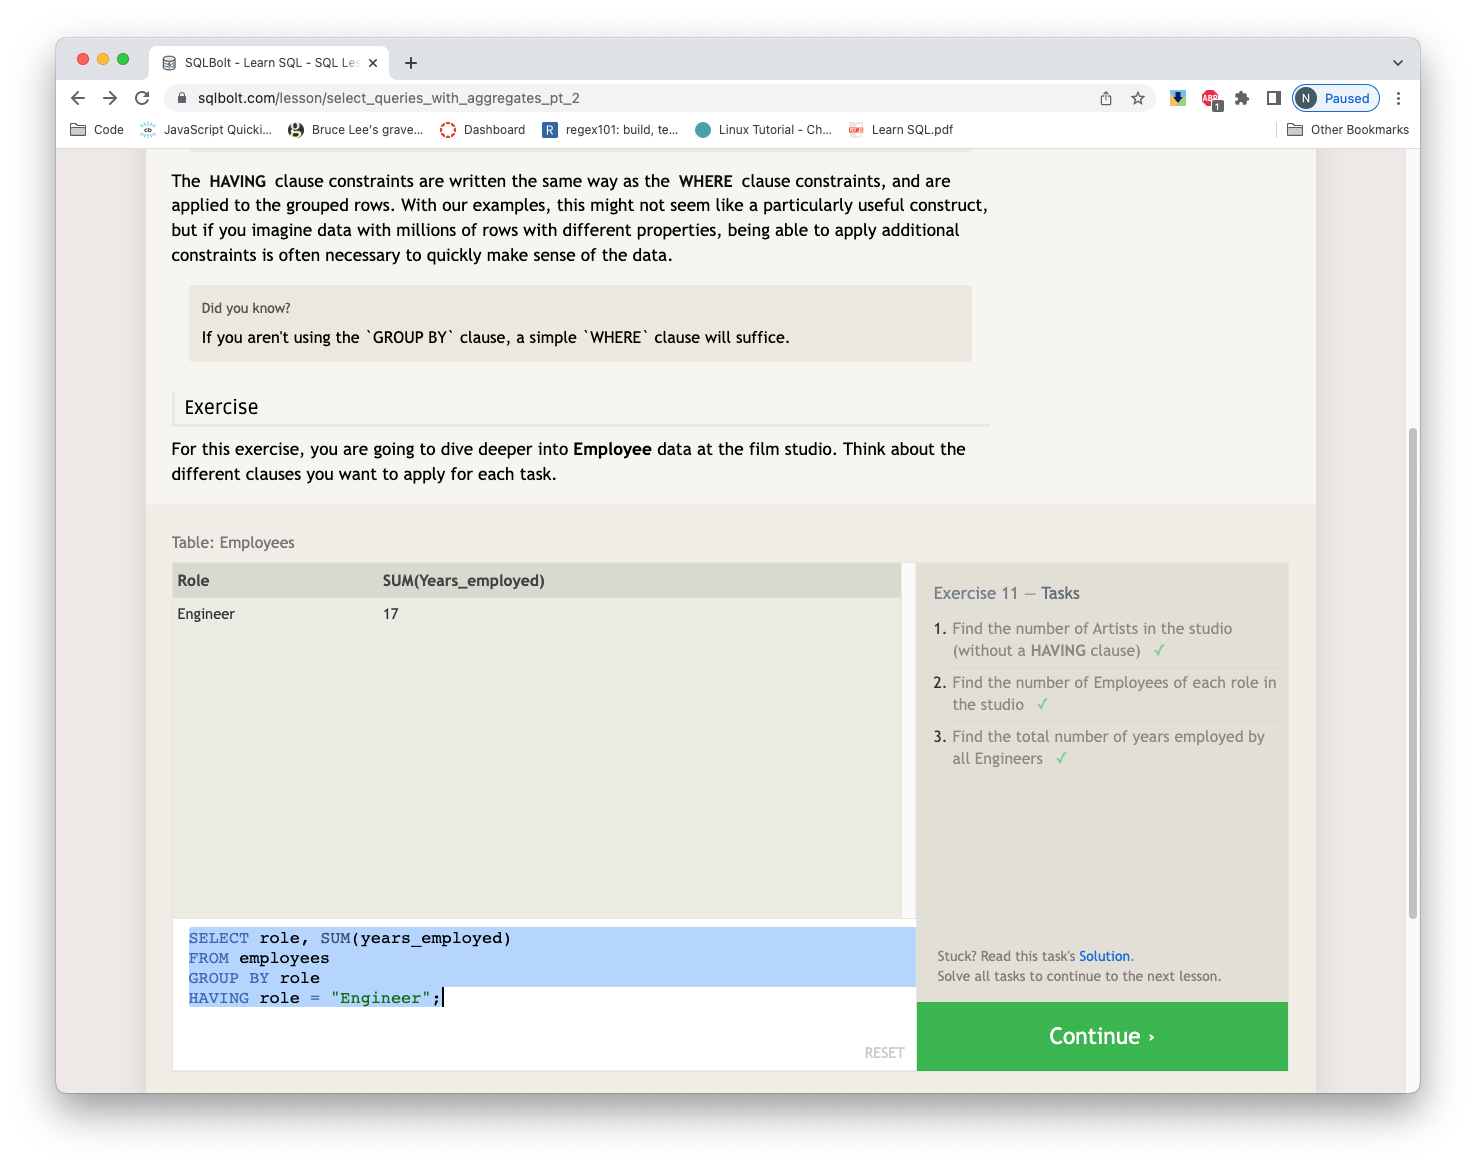 SQLBolt - Learn SQL - SQL Les
sqlbolt.com/lesson/select_queries_with_aggregates_pt_2
ABP
1
N
Paused
Code
JavaScript Quicki...
Bruce Lee's grave...
Dashboard
R
regex101: build, te...
Linux Tutorial - Ch...
Learn SQL.pdf
Other Bookmarks
The HAVING clause constraints are written the same way as the WHERE clause constraints, and are
applied to the grouped rows. With our examples, this might not seem like a particularly useful construct,
but if you imagine data with millions of rows with different properties, being able to apply additional
constraints is often necessary to quickly make sense of the data.
Did you know?
If you aren't using the `GROUP BY` clause, a simple `WHERE` clause will suffice.
Exercise
For this exercise, you are going to dive deeper into Employee data at the film studio. Think about the
different clauses you want to apply for each task.
Table: Employees
Role SUM(Years_employed)
Engineer 17
Exercise 11 — Tasks
1. Find the number of Artists in the studio
(without a HAVING clause) ✓
2. Find the number of Employees of each role in
the studio ✓
3. Find the total number of years employed by
all Engineers ✓
SELECT role, SUM(years_employed)
FROM employees
GROUP BY role
HAVING role = "Engineer";
RESET
Stuck? Read this task's Solution.
Solve all tasks to continue to the next lesson.
Continue ›